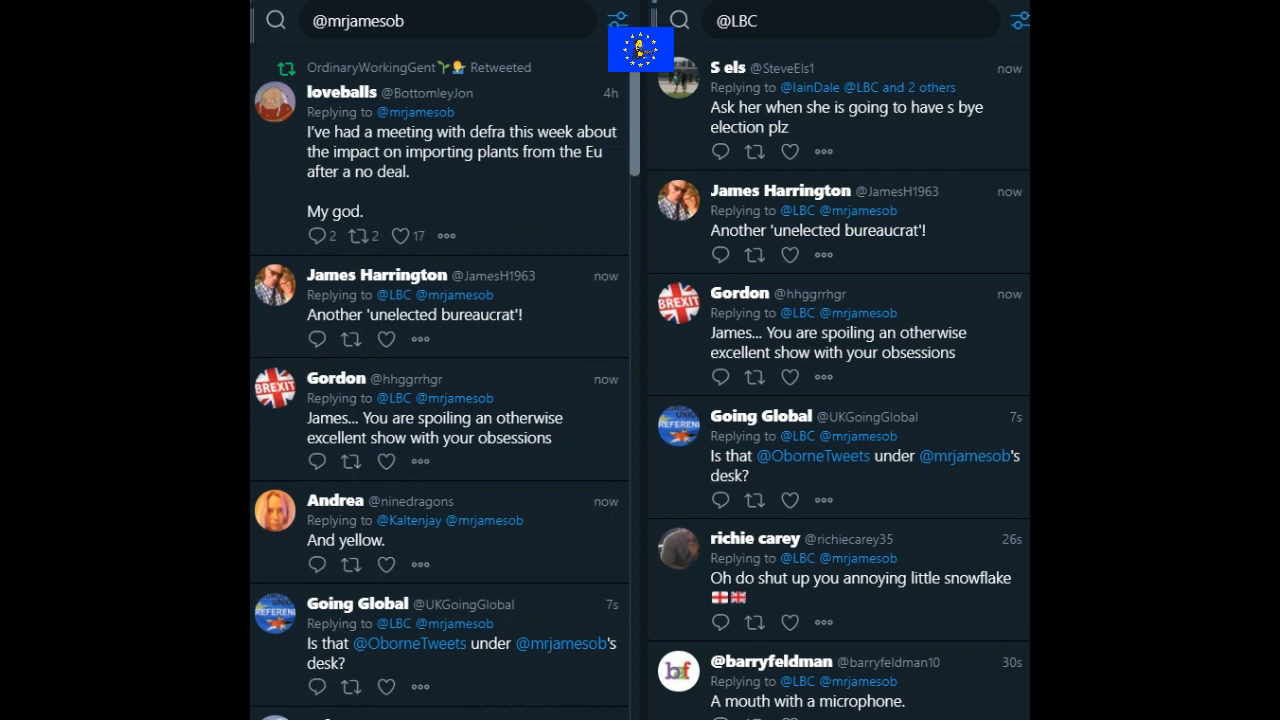 @mrjamesob
OrdinaryWorkingGent🌱🤷‍♂️ Retweeted
loveballs @BottomleyJon 4h
Replying to @mrjamesob
I've had a meeting with defra this week about
the impact on importing plants from the Eu
after a no deal.
My god.
2 2 17
James Harrington @JamesH1963 now
Replying to @LBC @mrjamesob
Another 'unelected bureaucrat'!
BREXIT
Gordon @hhggrrhgr now
Replying to @LBC @mrjamesob
James... You are spoiling an otherwise
excellent show with your obsessions
Andrea @ninedragons now
Replying to @Kaltenjay @mrjamesob
And yellow.
REFEREN
Going Global @UKGoingGlobal 7s
Replying to @LBC @mrjamesob
Is that @OborneTweets under @mrjamesob's
desk?
@LBC
S els @SteveEls1 now
Replying to @IainDale @LBC and 2 others
Ask her when she is going to have s bye
election plz
James Harrington @JamesH1963 now
Replying to @LBC @mrjamesob
Another 'unelected bureaucrat'!
BREXIT
Gordon @hhggrrhgr now
Replying to @LBC @mrjamesob
James... You are spoiling an otherwise
excellent show with your obsessions
REFEREN
Going Global @UKGoingGlobal 7s
Replying to @LBC @mrjamesob
Is that @OborneTweets under @mrjamesob's
desk?
richie carey @richiecarey35 26s
Replying to @LBC @mrjamesob
Oh do shut up you annoying little snowflake
🏴󠁧󠁢󠁥󠁮󠁧󠁿🇬🇧
bf
@barryfeldman @barryfeldman10 30s
Replying to @LBC @mrjamesob
A mouth with a microphone.